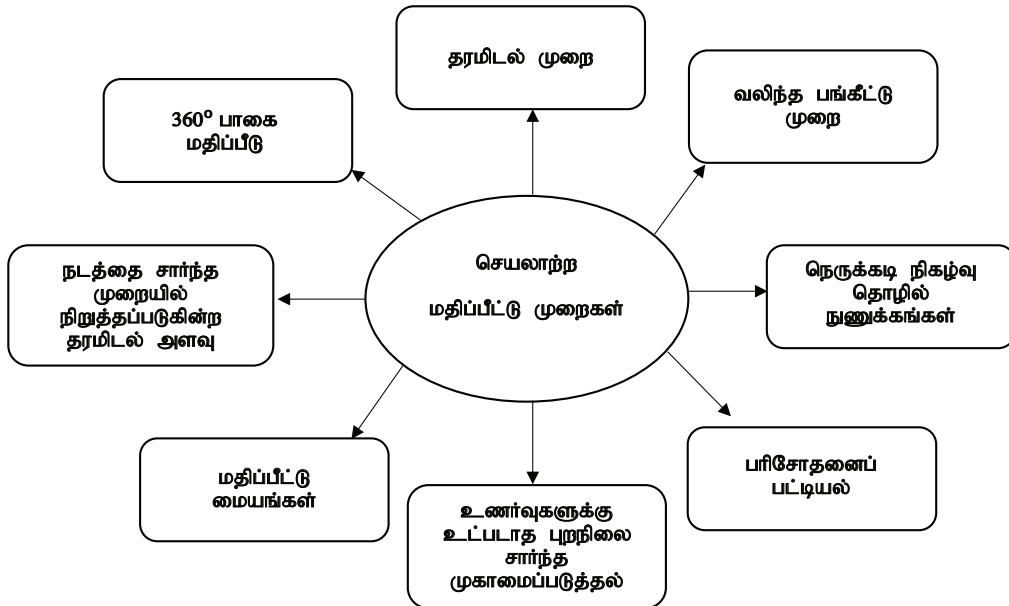 தரமிடல் முறை
வலிந்த பங்கீட்டு
முறை
360° பாகை
மதிப்பீடு
செயலாற்ற
மதிப்பீட்டு முறைகள்
நடத்தை சார்ந்த
முறையில்
நிறுத்தப்படுகின்ற
தரமிடல் அளவு
நெருக்கடி நிகழ்வு
தொழில்
நுணுக்கங்கள்
மதிப்பீட்டு
மையங்கள்
பரிசோதனைப்
பட்டியல்
உணர்வுகளுக்கு
உட்படாத புறநிலை
சார்ந்த
முகாமைப்படுத்தல்